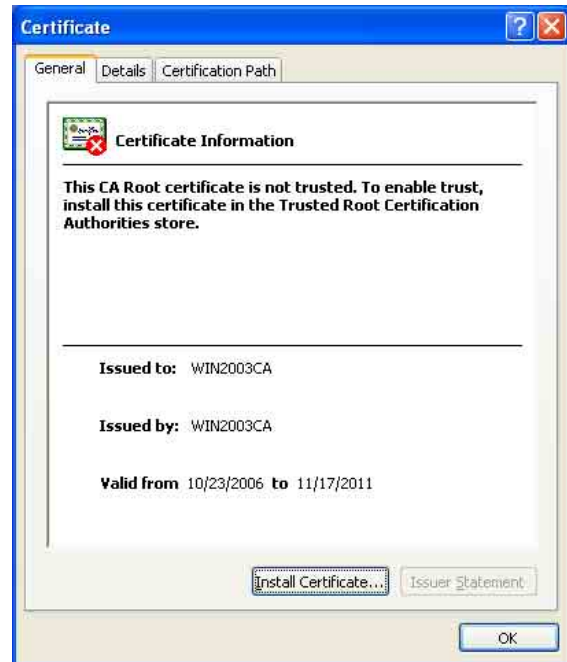 Certificate
General Details Certification Path
Certificate Information
This CA Root certificate is not trusted. To enable trust,
install this certificate in the Trusted Root Certification
Authorities store.
Issued to: WIN2003CA
Issued by: WIN2003CA
Valid from 10/23/2006 to 11/17/2011
Install Certificate... Issuer Statement
OK